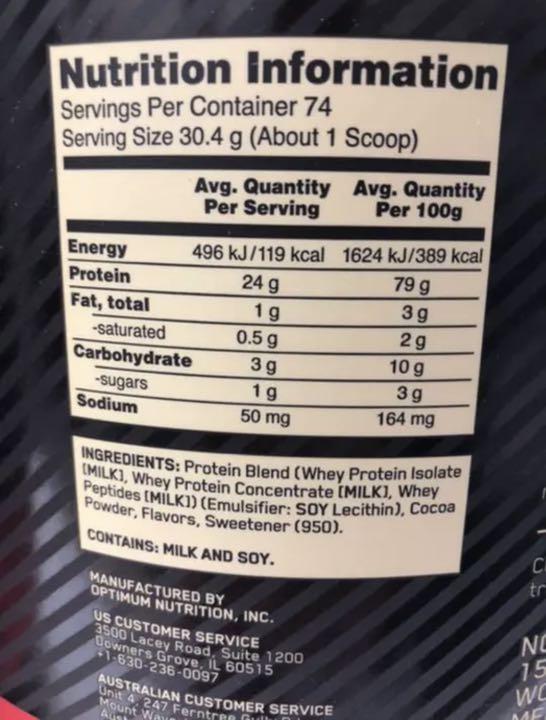 Nutrition Information
Servings Per Container 74
Serving Size 30.4 g (About 1 Scoop)
Avg. Quantity Per Serving Avg. Quantity Per 100g
Energy 496 kJ/119 kcal 1624 kJ/389 kcal
Protein 24 g 79 g
Fat, total 1 g 3 g
-saturated 0.5 g 2 g
Carbohydrate 3 g 10 g
-sugars 1 g 3 g
Sodium 50 mg 164 mg
INGREDIENTS: Protein Blend (Whey Protein Isolate
[MILK], Whey Protein Concentrate [MILK], Whey
Peptides [MILK]) (Emulsifier: SOY Lecithin), Cocoa
Powder, Flavors, Sweetener (950).
CONTAINS: MILK AND SOY.
MANUFACTURED BY
OPTIMUM NUTRITION, INC.
US CUSTOMER SERVICE
3500 Lacey Road, Suite 1200
Downers Grove, IL 60515
+1-630-236-0097
AUSTRALIAN CUSTOMER SERVICE
Unit 4, 247 Ferntree
Mount